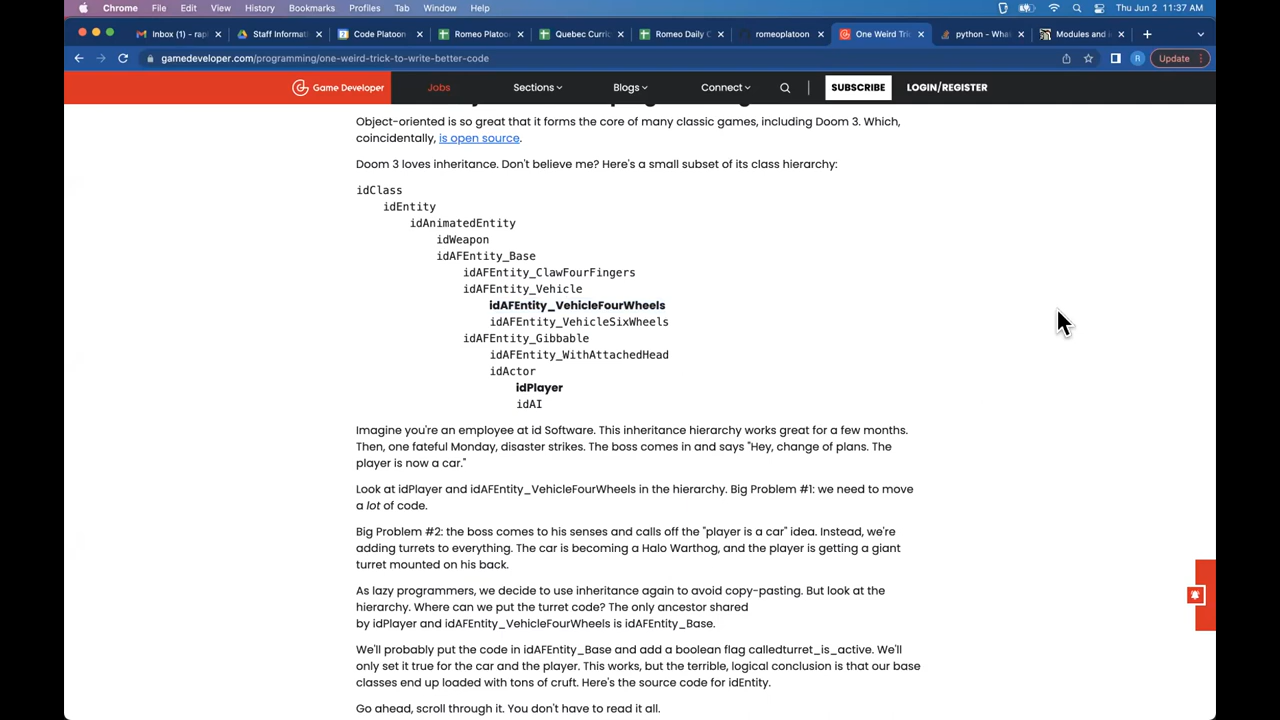 Chrome File Edit View History Bookmarks Profiles Tab Window Help Thu Jun 2 11:37 AM
Inbox (1) – rap Staff Informati Code Platoon Romeo Platoo Quebec Curric Romeo Daily C romeoplatoon One Weird Tric python - Wha Modules and i
gamedeveloper.com/programming/one-weird-trick-to-write-better-code R Update
Game Developer Jobs Sections Blogs Connect SUBSCRIBE LOGIN/REGISTER
Object-oriented is so great that it forms the core of many classic games, including Doom 3. Which,
coincidentally, is open source.
Doom 3 loves inheritance. Don't believe me? Here's a small subset of its class hierarchy:
idClass
idEntity
idAnimatedEntity
idWeapon
idAFEntity_Base
idAFEntity_ClawFourFingers
idAFEntity_Vehicle
idAFEntity_VehicleFourWheels
idAFEntity_VehicleSixWheels
idAFEntity_Gibbable
idAFEntity_WithAttachedHead
idActor
idPlayer
idAI
Imagine you're an employee at id Software. This inheritance hierarchy works great for a few months.
Then, one fateful Monday, disaster strikes. The boss comes in and says "Hey, change of plans. The
player is now a car."
Look at idPlayer and idAFEntity_VehicleFourWheels in the hierarchy. Big Problem #1: we need to move
a lot of code.
Big Problem #2: the boss comes to his senses and calls off the "player is a car" idea. Instead, we're
adding turrets to everything. The car is becoming a Halo Warthog, and the player is getting a giant
turret mounted on his back.
As lazy programmers, we decide to use inheritance again to avoid copy-pasting. But look at the
hierarchy. Where can we put the turret code? The only ancestor shared
by idPlayer and idAFEntity_VehicleFourWheels is idAFEntity_Base.
We'll probably put the code in idAFEntity_Base and add a boolean flag calledturret_is_active. We'll
only set it true for the car and the player. This works, but the terrible, logical conclusion is that our base
classes end up loaded with tons of cruft. Here's the source code for idEntity.
Go ahead, scroll through it. You don't have to read it all.